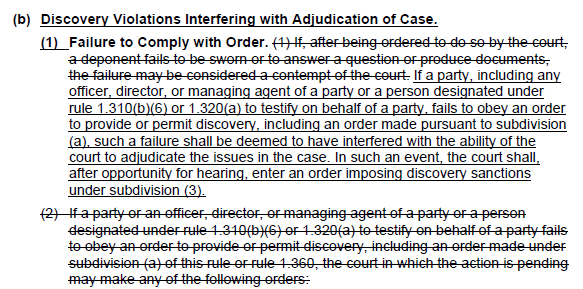 (b) Discovery Violations Interfering with Adjudication of Case.
(1) Failure to Comply with Order. (1) If, after being ordered to do so by the court,
a deponent fails to be sworn or to answer a question or produce documents,
the failure may be considered a contempt of the court. If a party, including any
officer, director, or managing agent of a party or a person designated under
rule 1.310(b)(6) or 1.320(a) to testify on behalf of a party, fails to obey an order
to provide or permit discovery, including an order made pursuant to subdivision
(a), such a failure shall be deemed to have interfered with the ability of the
court to adjudicate the issues in the case. In such an event, the court shall,
after opportunity for hearing, enter an order imposing discovery sanctions
under subdivision (3).
(2) If a party or an officer, director, or managing agent of a party or a person
designated under rule 1.310(b)(6) or 1.320(a) to testify on behalf of a party fails
to obey an order to provide or permit discovery, including an order made under
subdivision (a) of this rule or rule 1.360, the court in which the action is pending
may make any of the following orders: